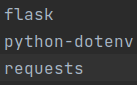 flask
python-dotenv
requests